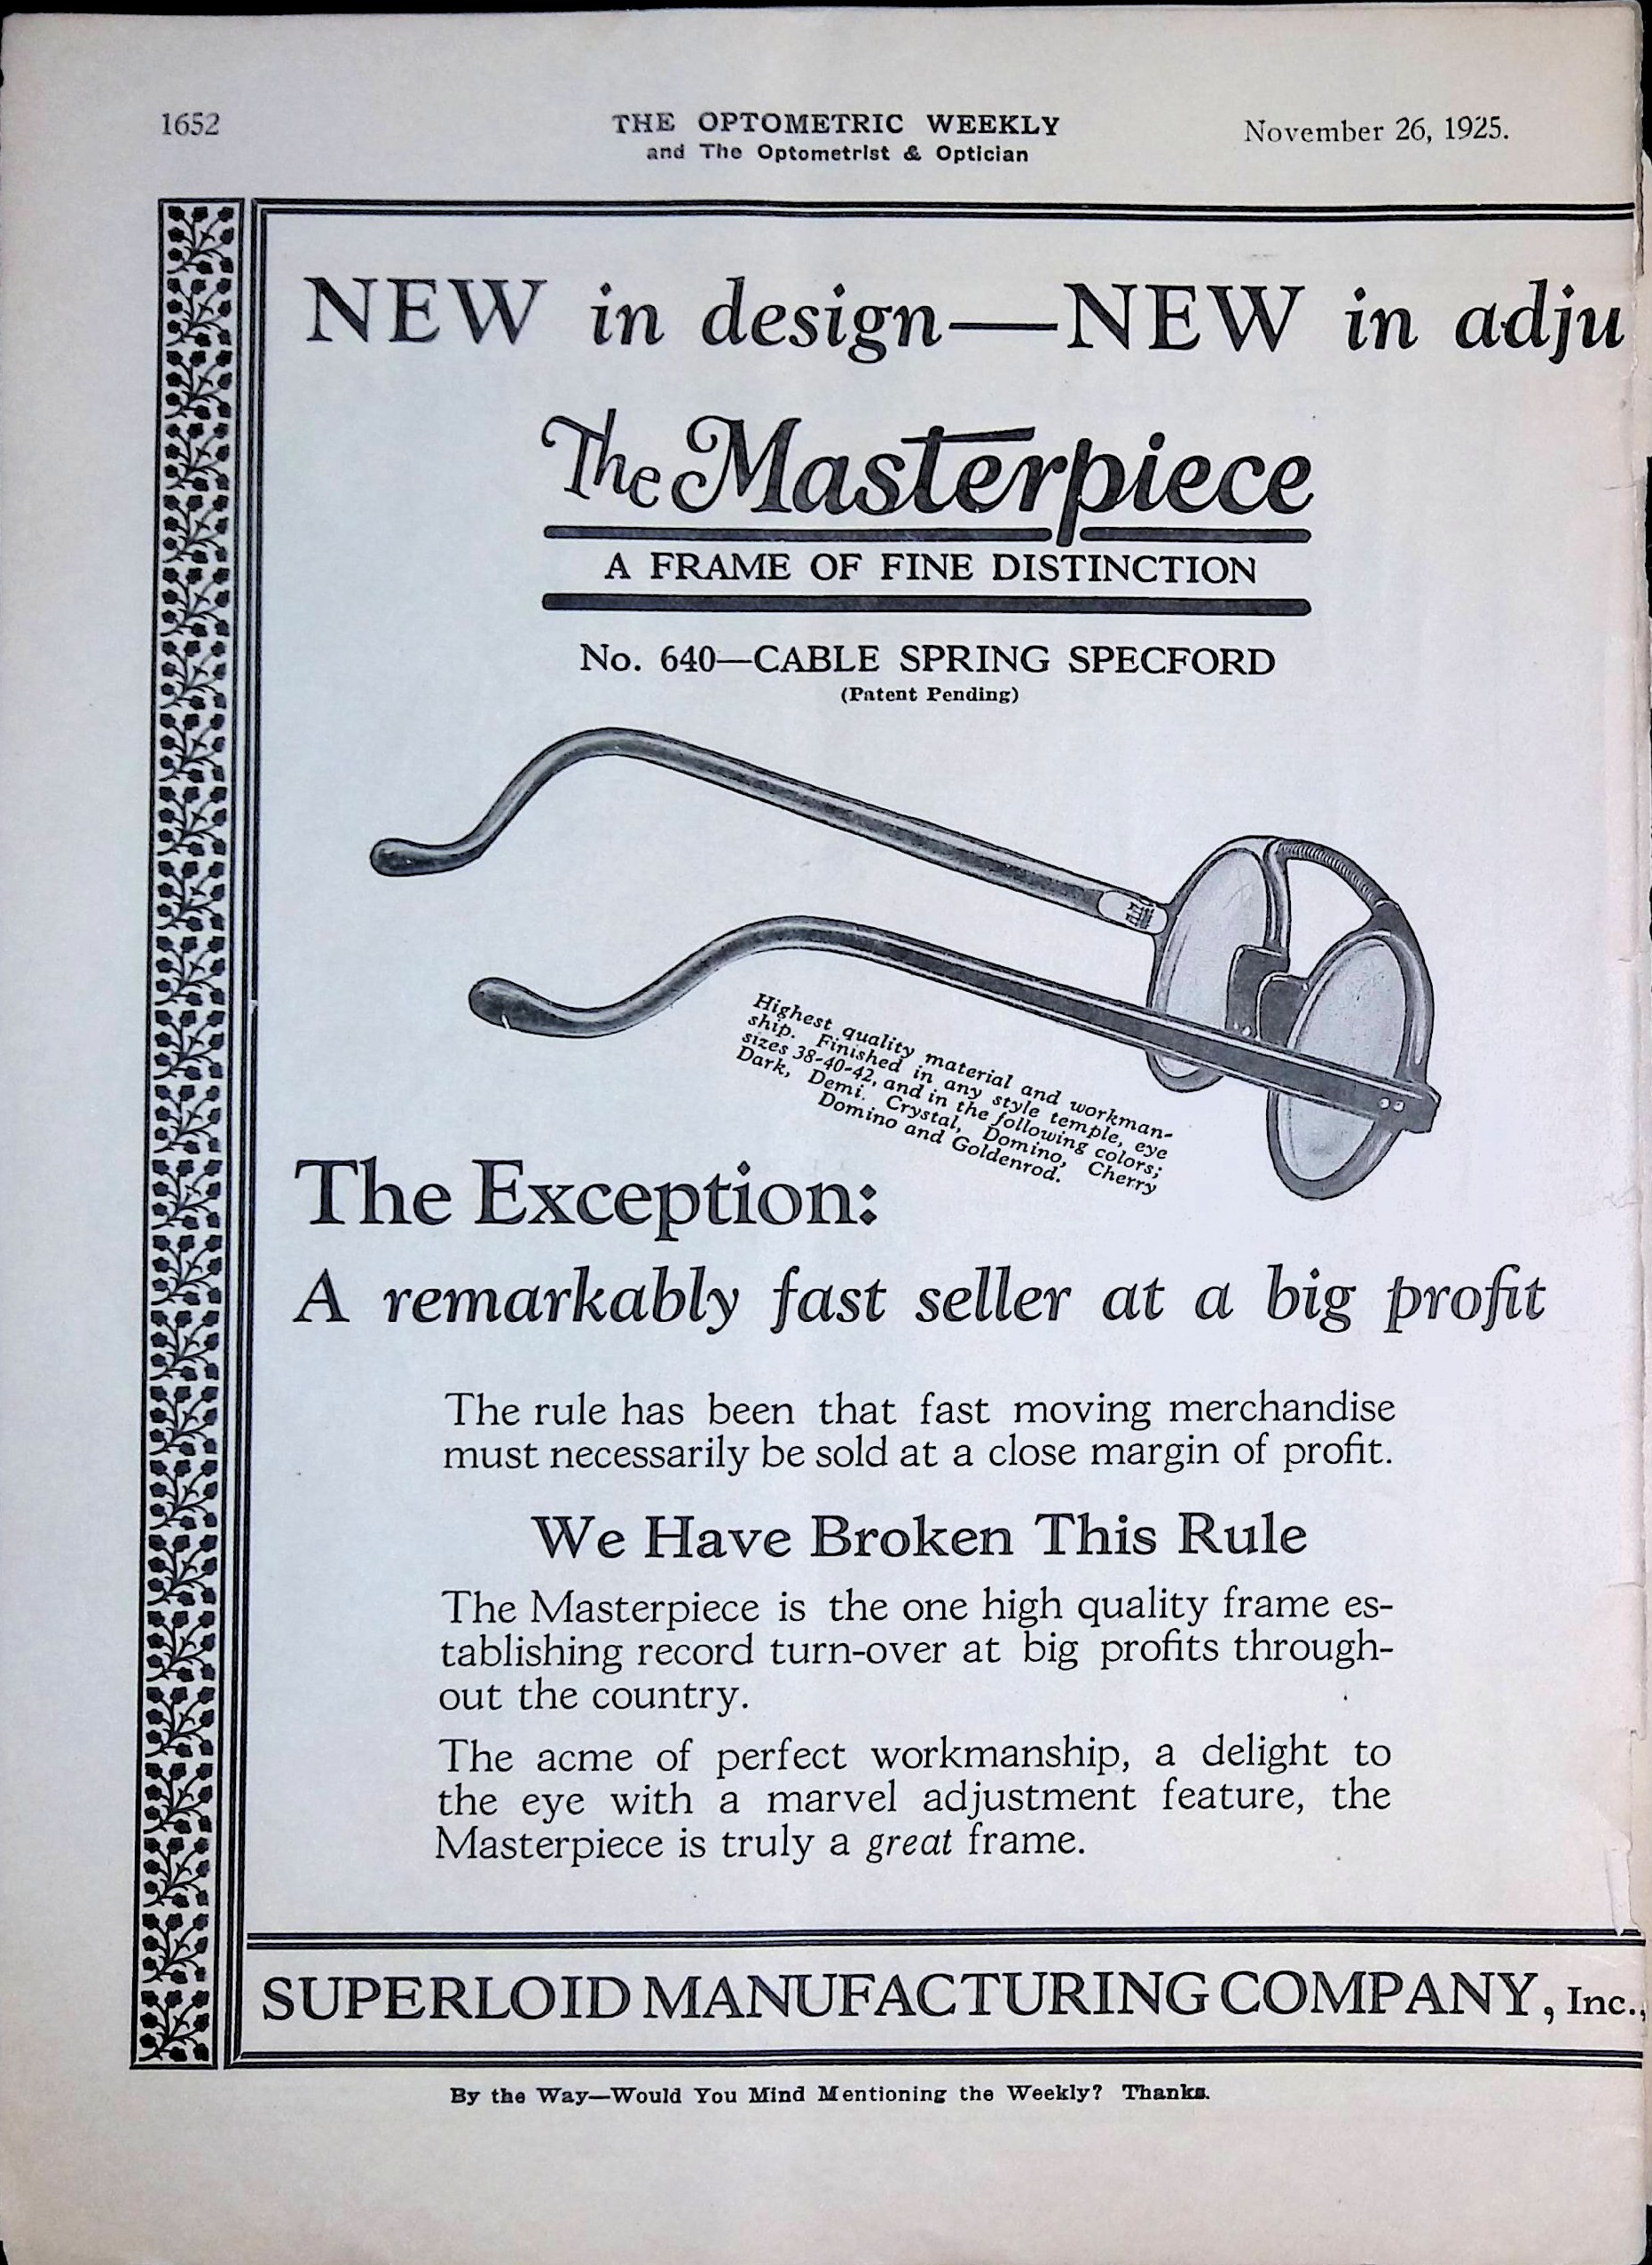 1652
THE OPTOMETRIC WEEKLY
and The Optometrist & Optician
November 26, 1925.
NEW in design—NEW in adju
The Masterpiece
A FRAME OF FINE DISTINCTION
No. 640—CABLE SPRING SPECFORD
(Patent Pending)
Highest quality material and workman-
ship. Finished in any style temple, eye
sizes 38-40-42, and in the following colors;
Dark, Demi. Crystal, Domino, Cherry
Domino and Goldenrod.
The Exception:
A remarkably fast seller at a big profit
The rule has been that fast moving merchandise
must necessarily be sold at a close margin of profit.
We Have Broken This Rule
The Masterpiece is the one high quality frame es-
tablishing record turn-over at big profits through-
out the country.
The acme of perfect workmanship, a delight to
the eye with a marvel adjustment feature, the
Masterpiece is truly a great frame.
SUPERLOID MANUFACTURING COMPANY, Inc.,
By the Way—Would You Mind Mentioning the Weekly? Thanks.